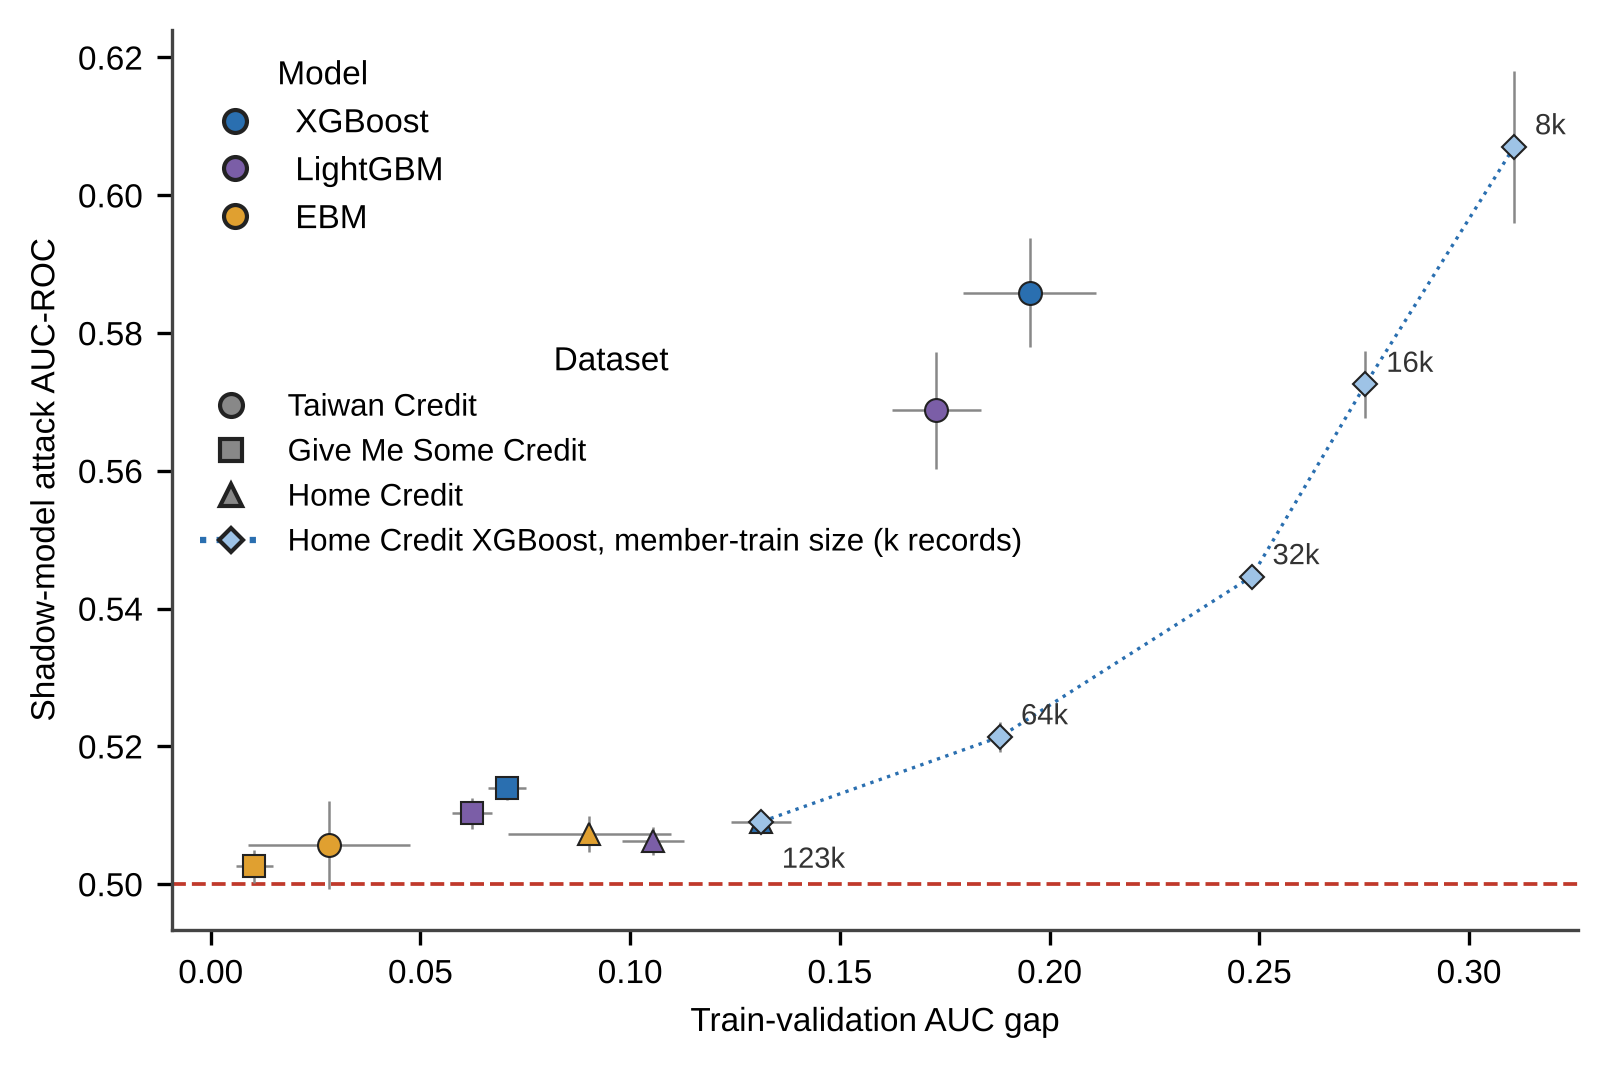 Model
XGBoost
LightGBM
EBM
Dataset
Taiwan Credit
Give Me Some Credit
Home Credit
Home Credit XGBoost, member-train size (k records)
8k
16k
32k
64k
123k
Shadow-model attack AUC-ROC
0.62
0.60
0.58
0.56
0.54
0.52
0.50
0.00 0.05 0.10 0.15 0.20 0.25 0.30
Train-validation AUC gap